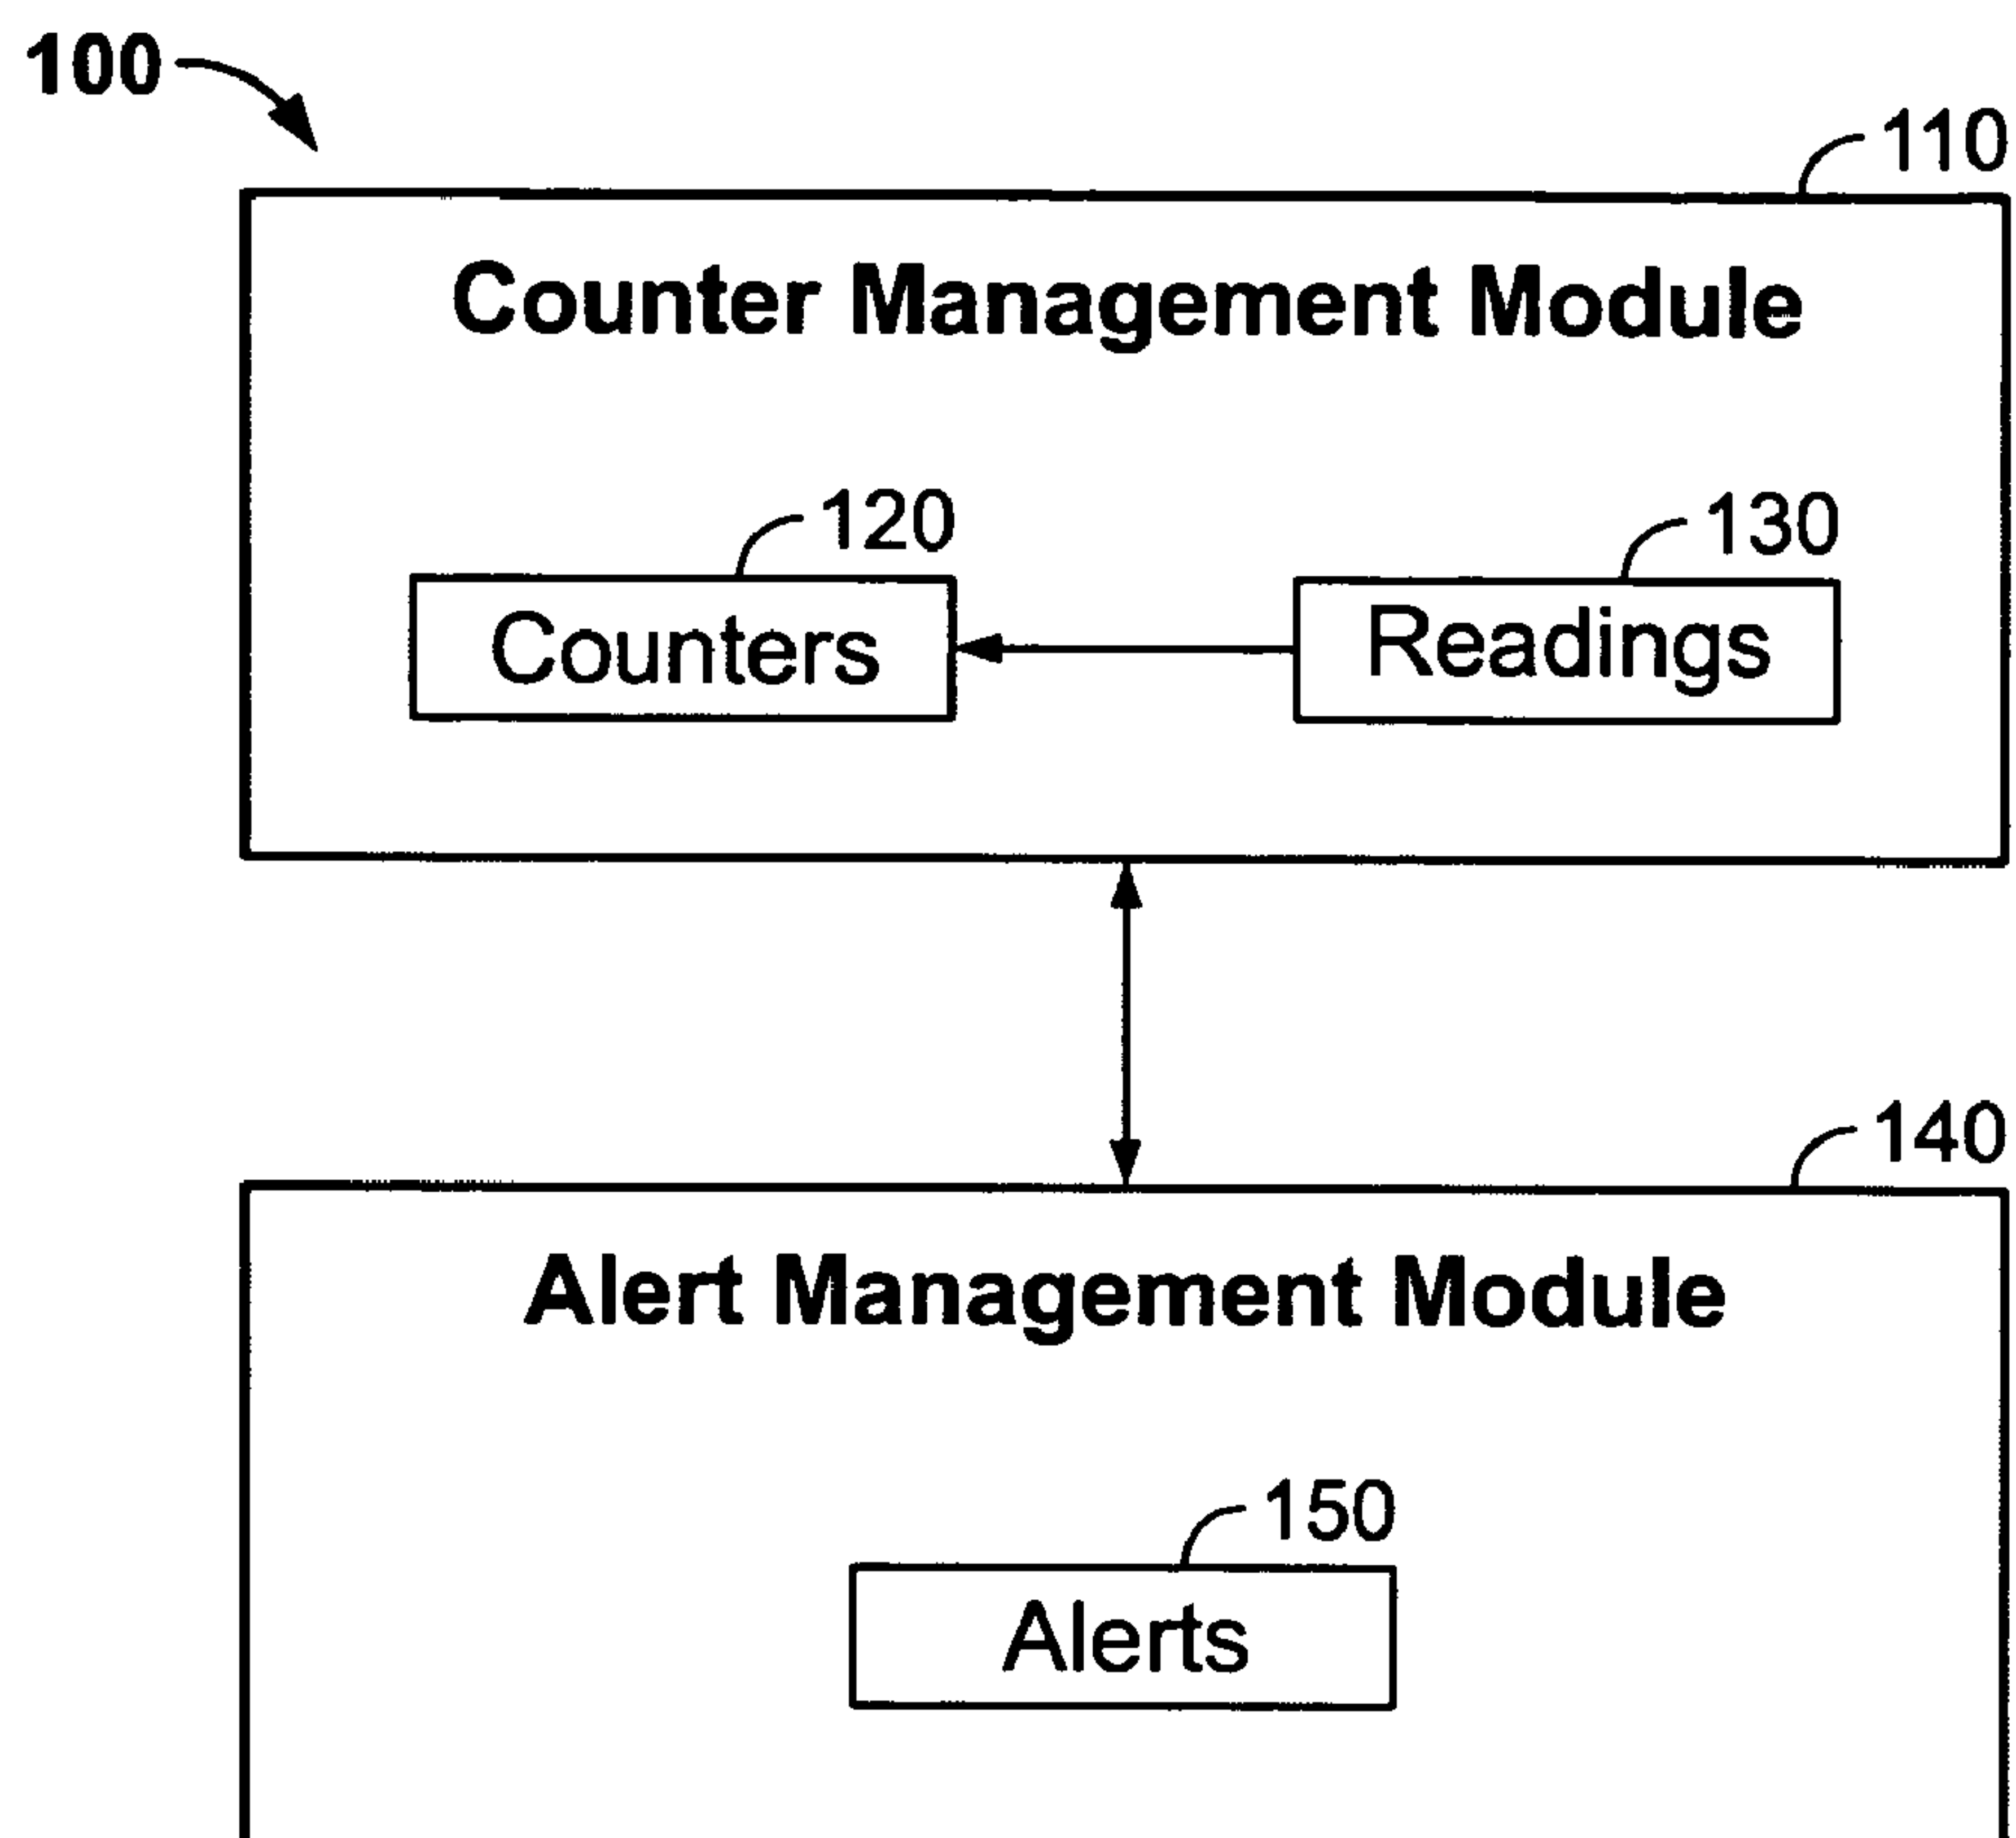 100
110
Counter Management Module
120
130
Counters
Readings
140
Alert Management Module
150
Alerts